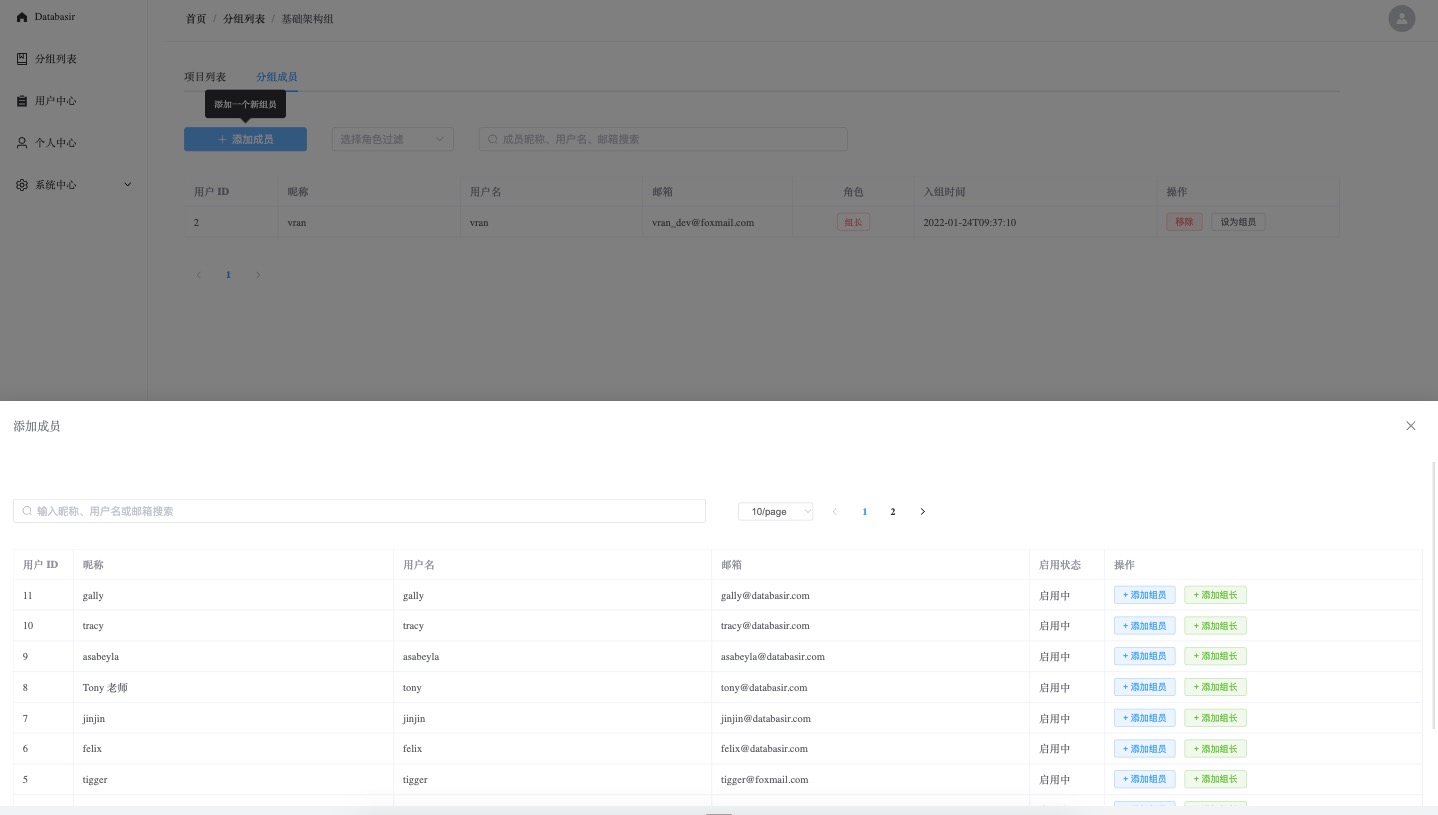 Databasir
首页 / 分组列表 / 基础架构组
分组列表
用户中心
个人中心
系统中心
项目列表 分组成员
添加一个新组员
+ 添加成员 选择角色过滤 成员昵称、用户名、邮箱搜索
用户 ID 昵称 用户名 邮箱 角色 入组时间 操作
2 vran vran vran_dev@foxmail.com 组长 2022-01-24T09:37:10 移除 设为组员
1
添加成员
输入昵称、用户名或邮箱搜索 10/page 1 2
用户 ID 昵称 用户名 邮箱 启用状态 操作
11 gally gally gally@databasir.com 启用中 + 添加组员 + 添加组长
10 tracy tracy tracy@databasir.com 启用中 + 添加组员 + 添加组长
9 asabeyla asabeyla asabeyla@databasir.com 启用中 + 添加组员 + 添加组长
8 Tony 老师 tony tony@databasir.com 启用中 + 添加组员 + 添加组长
7 jinjin jinjin jinjin@databasir.com 启用中 + 添加组员 + 添加组长
6 felix felix felix@databasir.com 启用中 + 添加组员 + 添加组长
5 tigger tigger tigger@foxmail.com 启用中 + 添加组员 + 添加组长